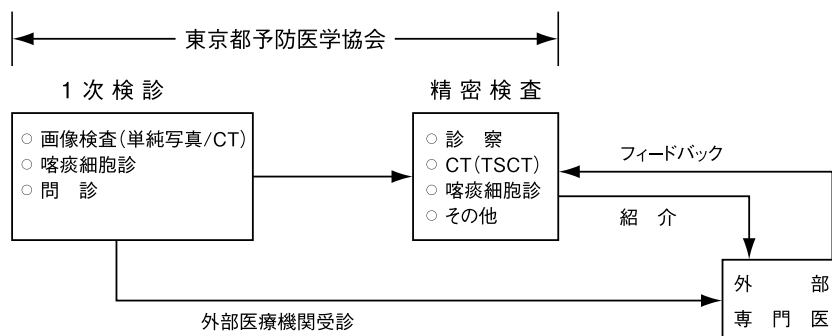 東京都予防医学協会
1次検診
精密検査
○ 画像検査(単純写真/CT)
○ 喀痰細胞診
○ 問 診
○ 診 察
○ CT(TSCT)
○ 喀痰細胞診
○ その他
フィードバック
紹 介
外部医療機関受診
外 部
専 門 医